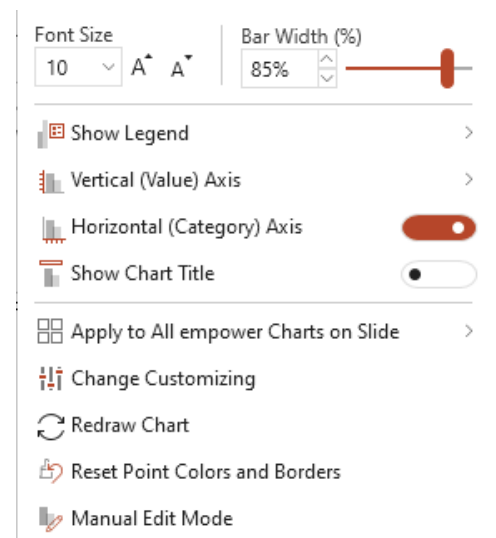 Font Size
Bar Width (%)
10
A
A
85%
Show Legend
Vertical (Value) Axis
Horizontal (Category) Axis
Show Chart Title
Apply to All empower Charts on Slide
Change Customizing
Redraw Chart
Reset Point Colors and Borders
Manual Edit Mode